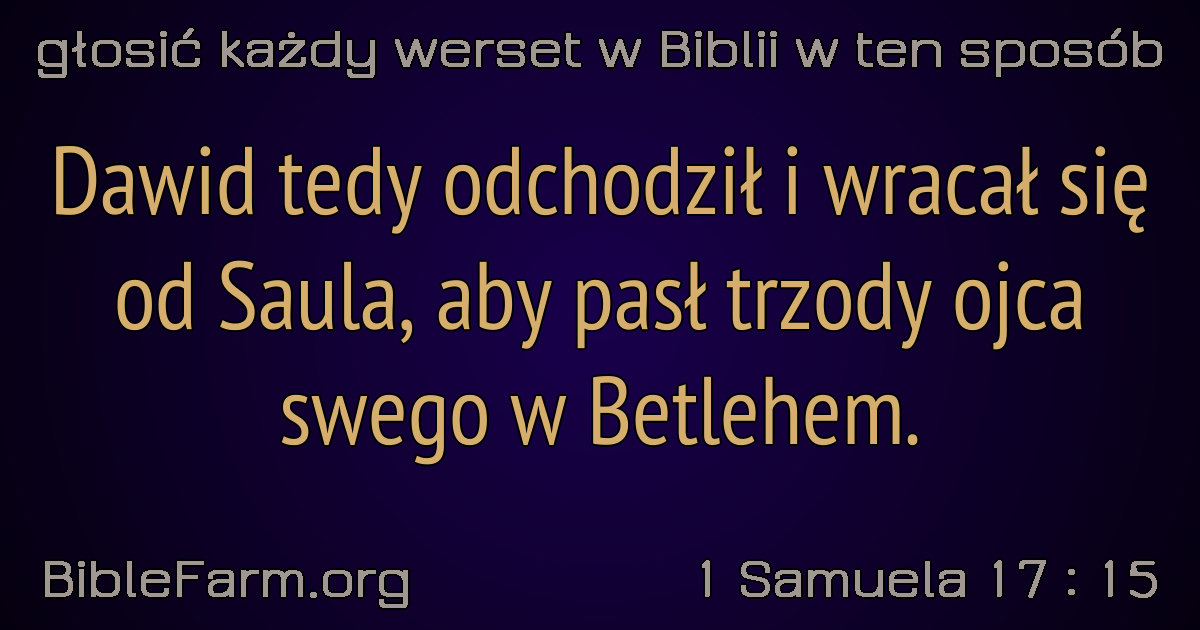 głosić każdy werset w Biblii w ten sposób
Dawid tedy odchodził i wracał się
od Saula, aby pasł trzody ojca
swego w Betlehem.
BibleFarm.org
1 Samuela 17 : 15